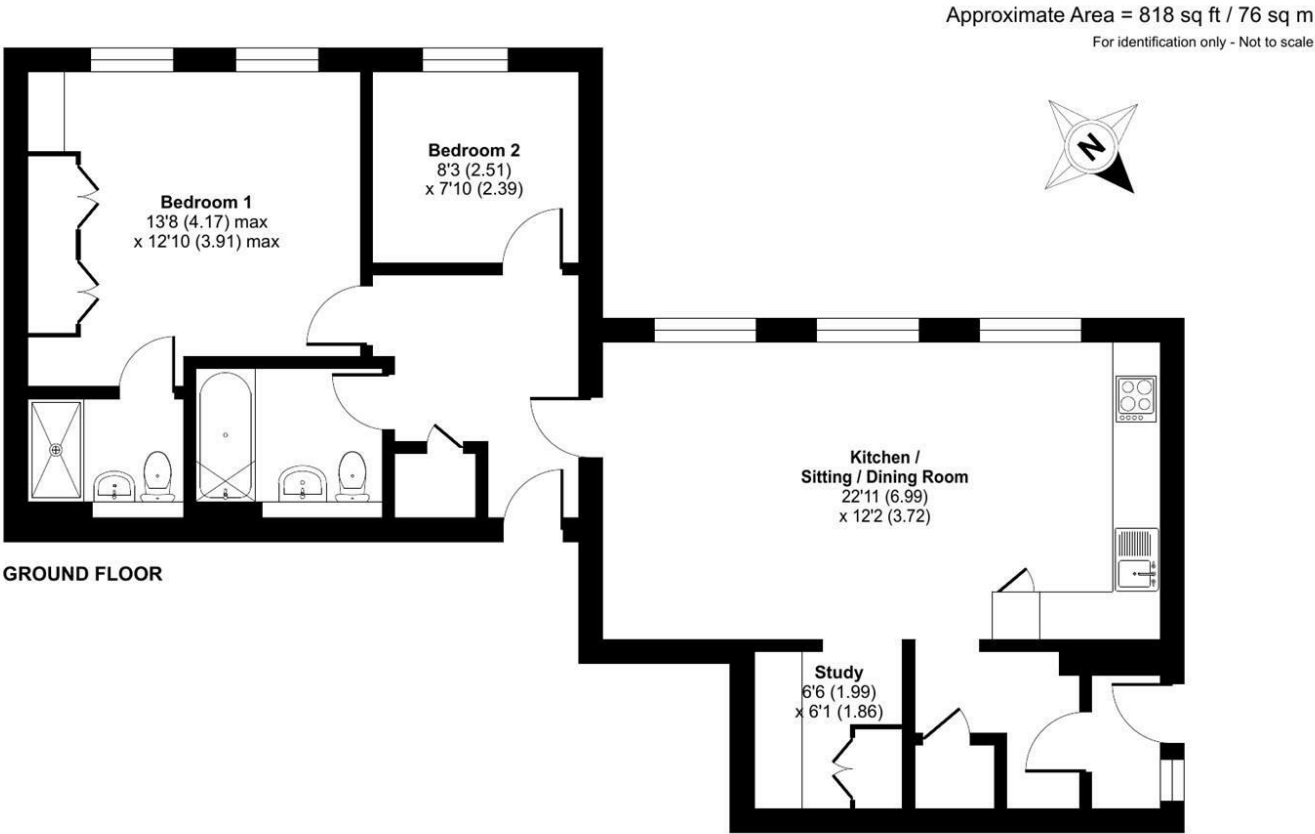 Approximate Area = 818 sq ft / 76 sq m
For identification only - Not to scale
N
Bedroom 2
8'3 (2.51)
x 7'10 (2.39)
Bedroom 1
13'8 (4.17) max
x 12'10 (3.91) max
Kitchen /
Sitting / Dining Room
22'11 (6.99)
x 12'2 (3.72)
GROUND FLOOR
Study
6'6 (1.99)
x 6'1 (1.86)